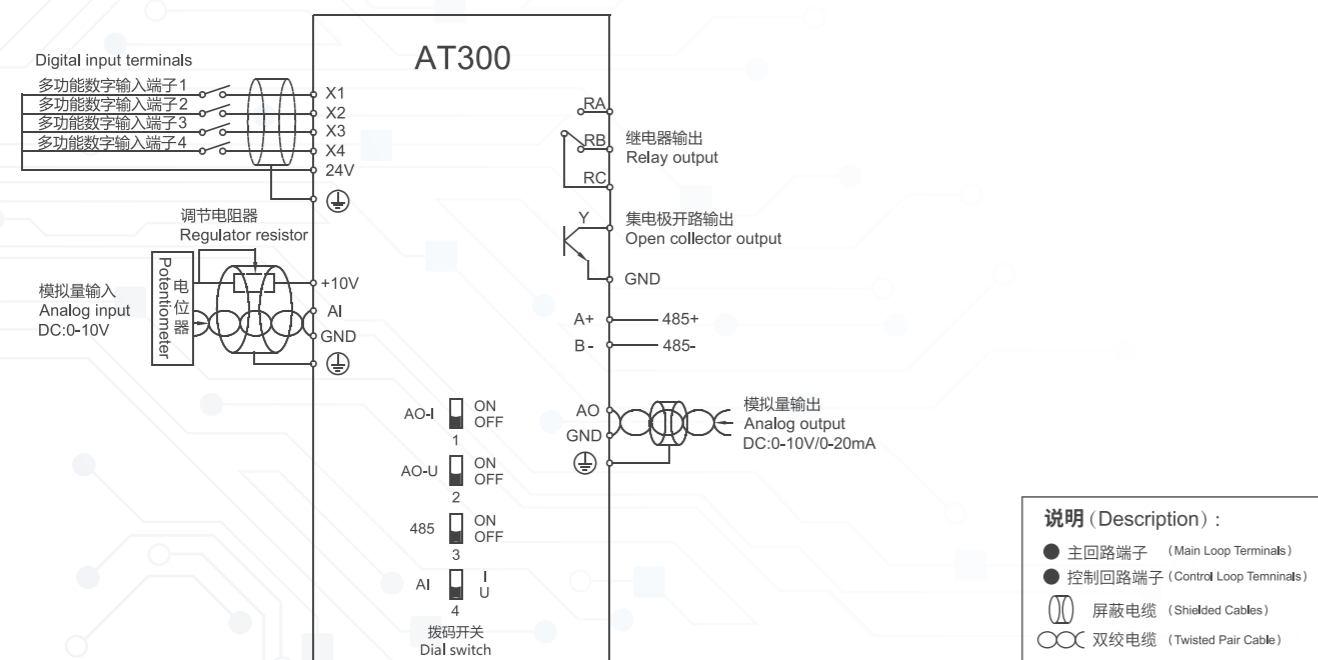 AT300
Digital input terminals
多功能数字输入端子1
X1
多功能数字输入端子2
X2
多功能数字输入端子3
X3
多功能数字输入端子4
X4
24V
调节电阻器
Regulator resistor
电位器
Potentiometer
模拟量输入
Analog input
DC:0-10V
+10V
AI
GND
RA
RB
RC
继电器输出
Relay output
Y
集电极开路输出
Open collector output
GND
A+
485+
B-
485-
AO
GND
模拟量输出
Analog output
DC:0-10V/0-20mA
AO-I
ON
OFF
1
AO-U
ON
OFF
2
485
ON
OFF
3
AI
I
U
4
拨码开关
Dial switch
说明(Description):
主回路端子 (Main Loop Terminals)
控制回路端子 (Control Loop Temninals)
屏蔽电缆 (Shielded Cables)
双绞电缆 (Twisted Pair Cable)